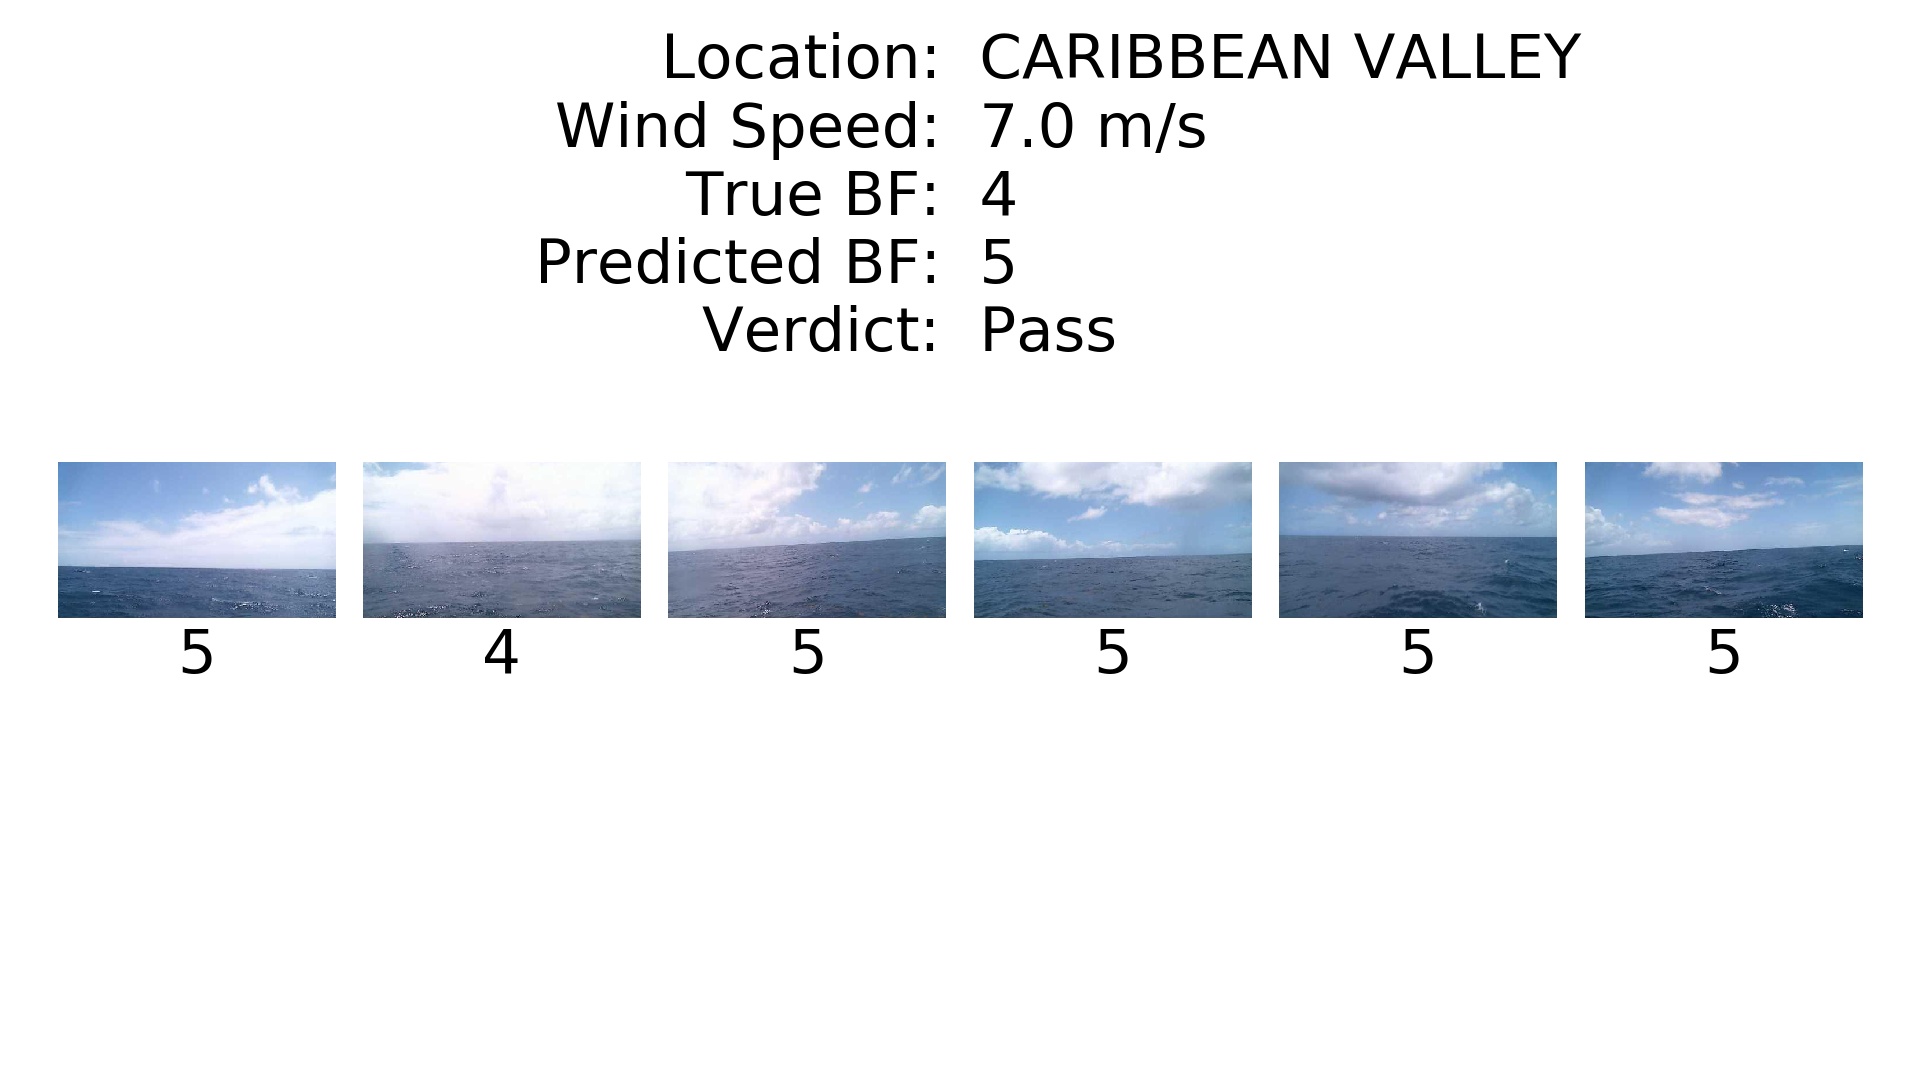 Location: CARIBBEAN VALLEY
Wind Speed: 7.0 m/s
True BF: 4
Predicted BF: 5
Verdict: Pass
5 4 5 5 5 5